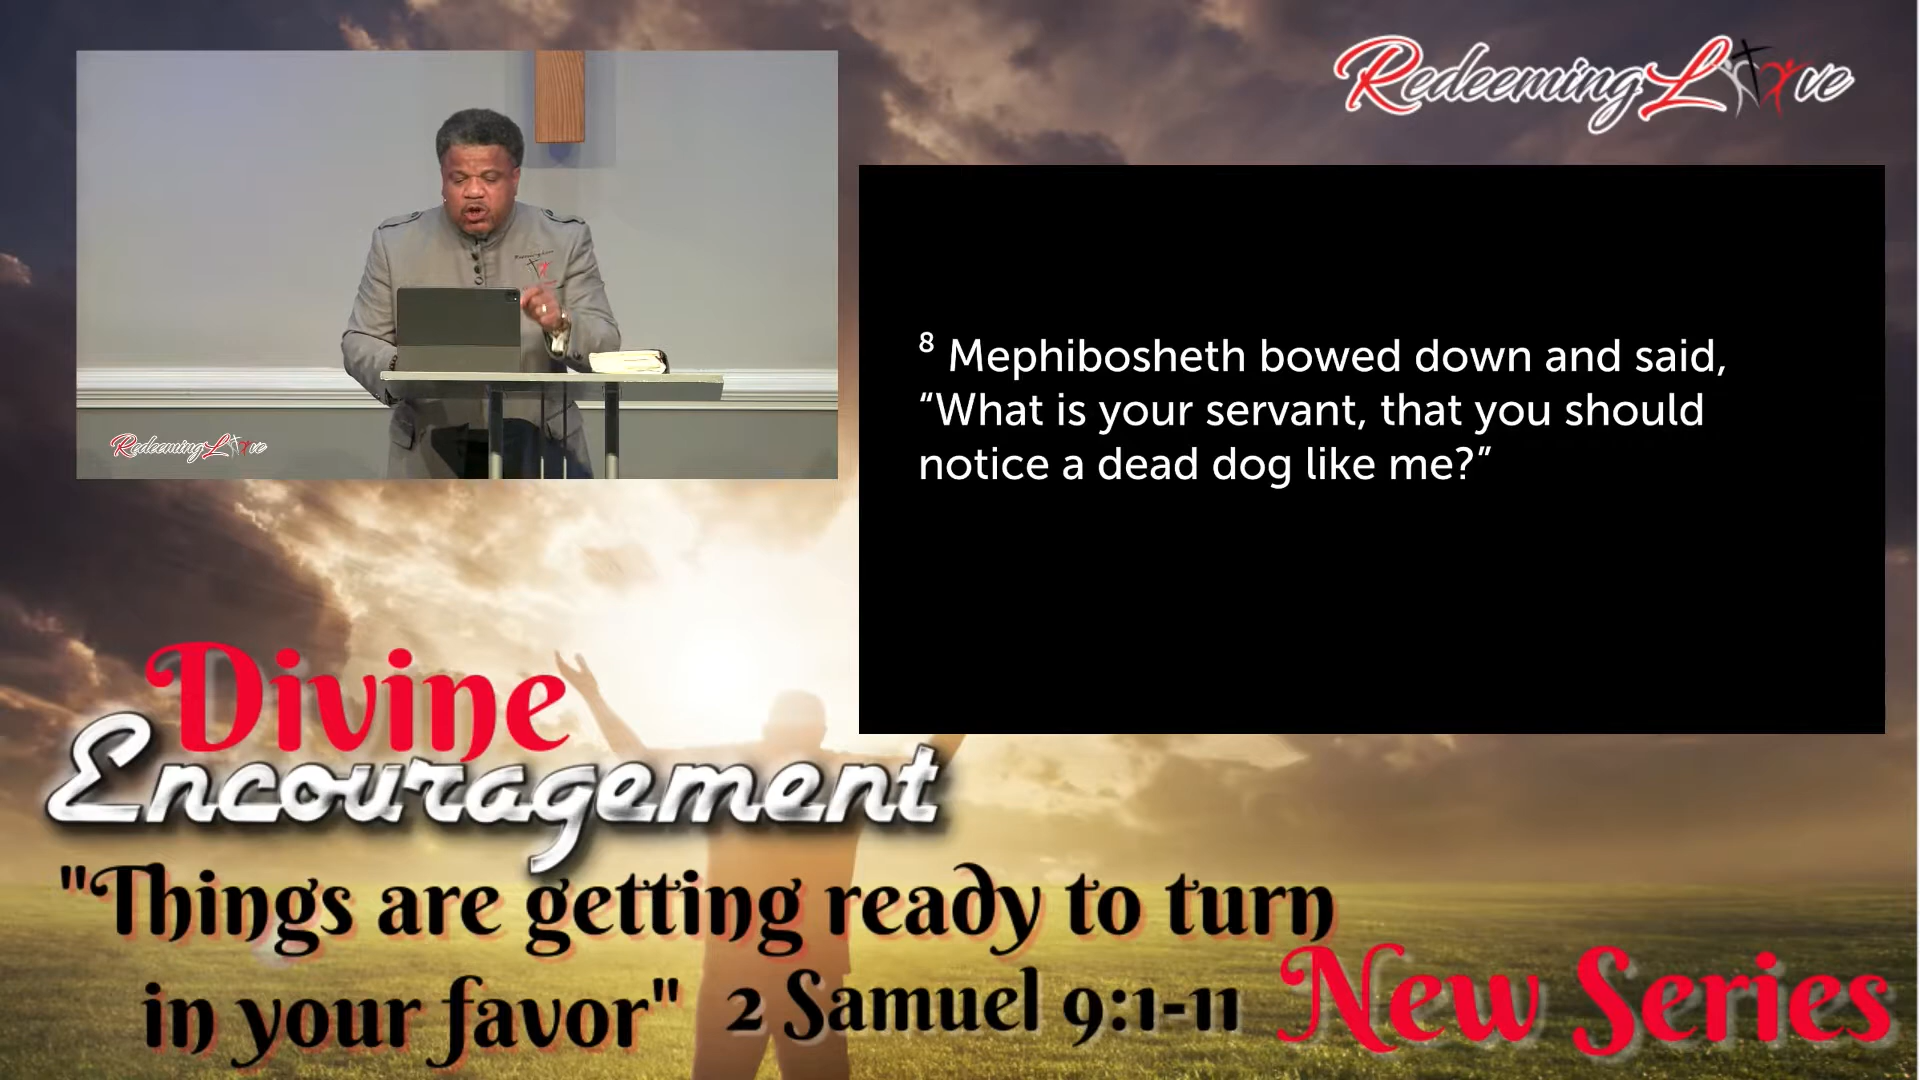 RedeemingLove
8 Mephibosheth bowed down and said,
“What is your servant, that you should
notice a dead dog like me?”
RedeemingLove
Divine
Encouragement
"Things are getting ready to turn
in your favor" 2 Samuel 9:1-11
New Series